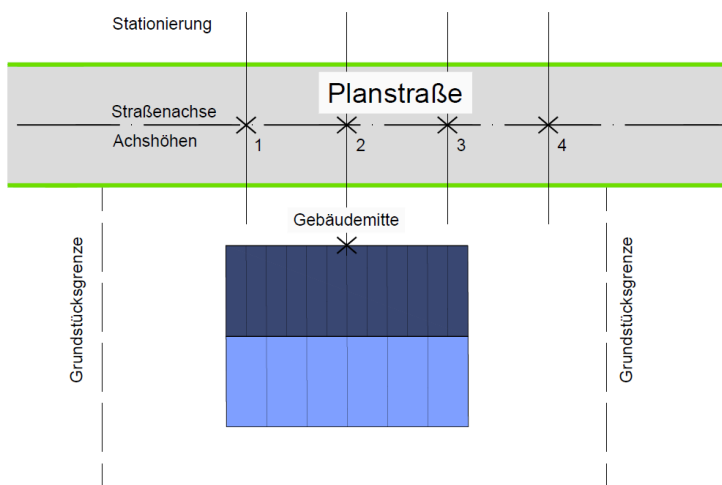 Stationierung
Planstraße
Straßenachse
Achshöhen
1
2
3
4
Gebäudemitte
Grundstücksgrenze
Grundstücksgrenze